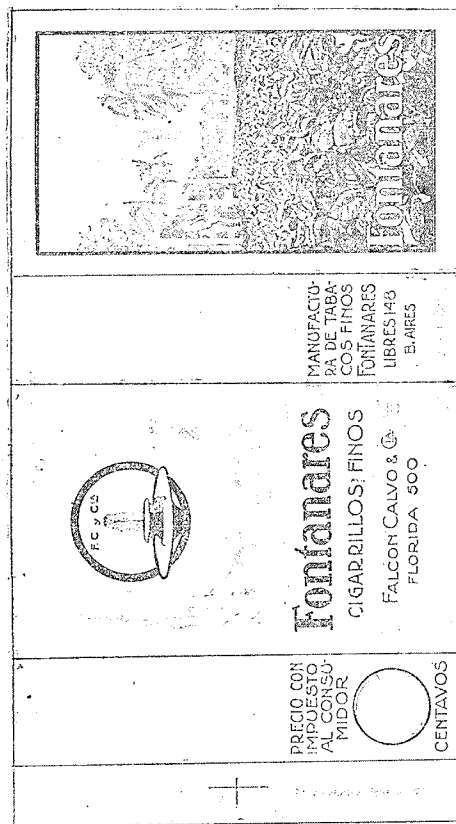 Fontanares
MANUFACTU-
RA DE TABA-
COS FINOS
FONTANARES
LIBRES 148
B. AIRES
F.C y Cía
Fontanares
CIGARRILLOS FINOS
FALCON CALVO & Cía
FLORIDA 500
PRECIO CON
IMPUESTO
AL CONSU-
MIDOR
CENTAVOS